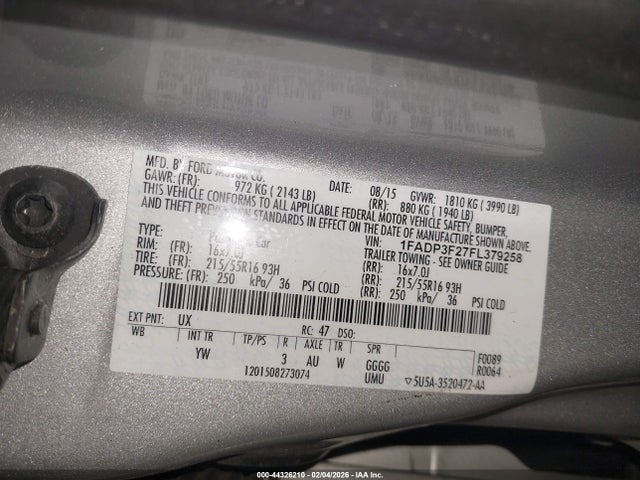 MFD. BY FORD MOTOR CO.
DATE: 08/15 GVWR: 1810 KG ( 3990 LB)
GAWR: (FR) 972 KG ( 2143 LB) (RR) 880 KG ( 1940 LB)
THIS VEHICLE CONFORMS TO ALL APPLICABLE FEDERAL MOTOR VEHICLE SAFETY, BUMPER,
AND THEFT PREVENTION STANDARDS IN EFFECT ON THE DATE OF MANUFACTURE SHOWN ABOVE.
VIN: 1FADP3F27FL379258
TYPE: Car TRAILER TOWING - SEE OWNER GUIDE
RIM: (FR) 16x7.0J (RR) 16x7.0J
TIRE: (FR) 215/55R16 93H (RR) 215/55R16 93H
PRESSURE: (FR) 250 kPa/ 36 PSI COLD (RR) 250 kPa/ 36 PSI COLD
EXT PNT: UX RC: 47 DSO:
WB INT TR TP/PS R AXLE TR SPR F0089
YW 3 AU W GGGG R0064
1201508273074 UMU 5U5A-3520472-AA
000-44326210 - 02/04/2026 - IAA Inc.